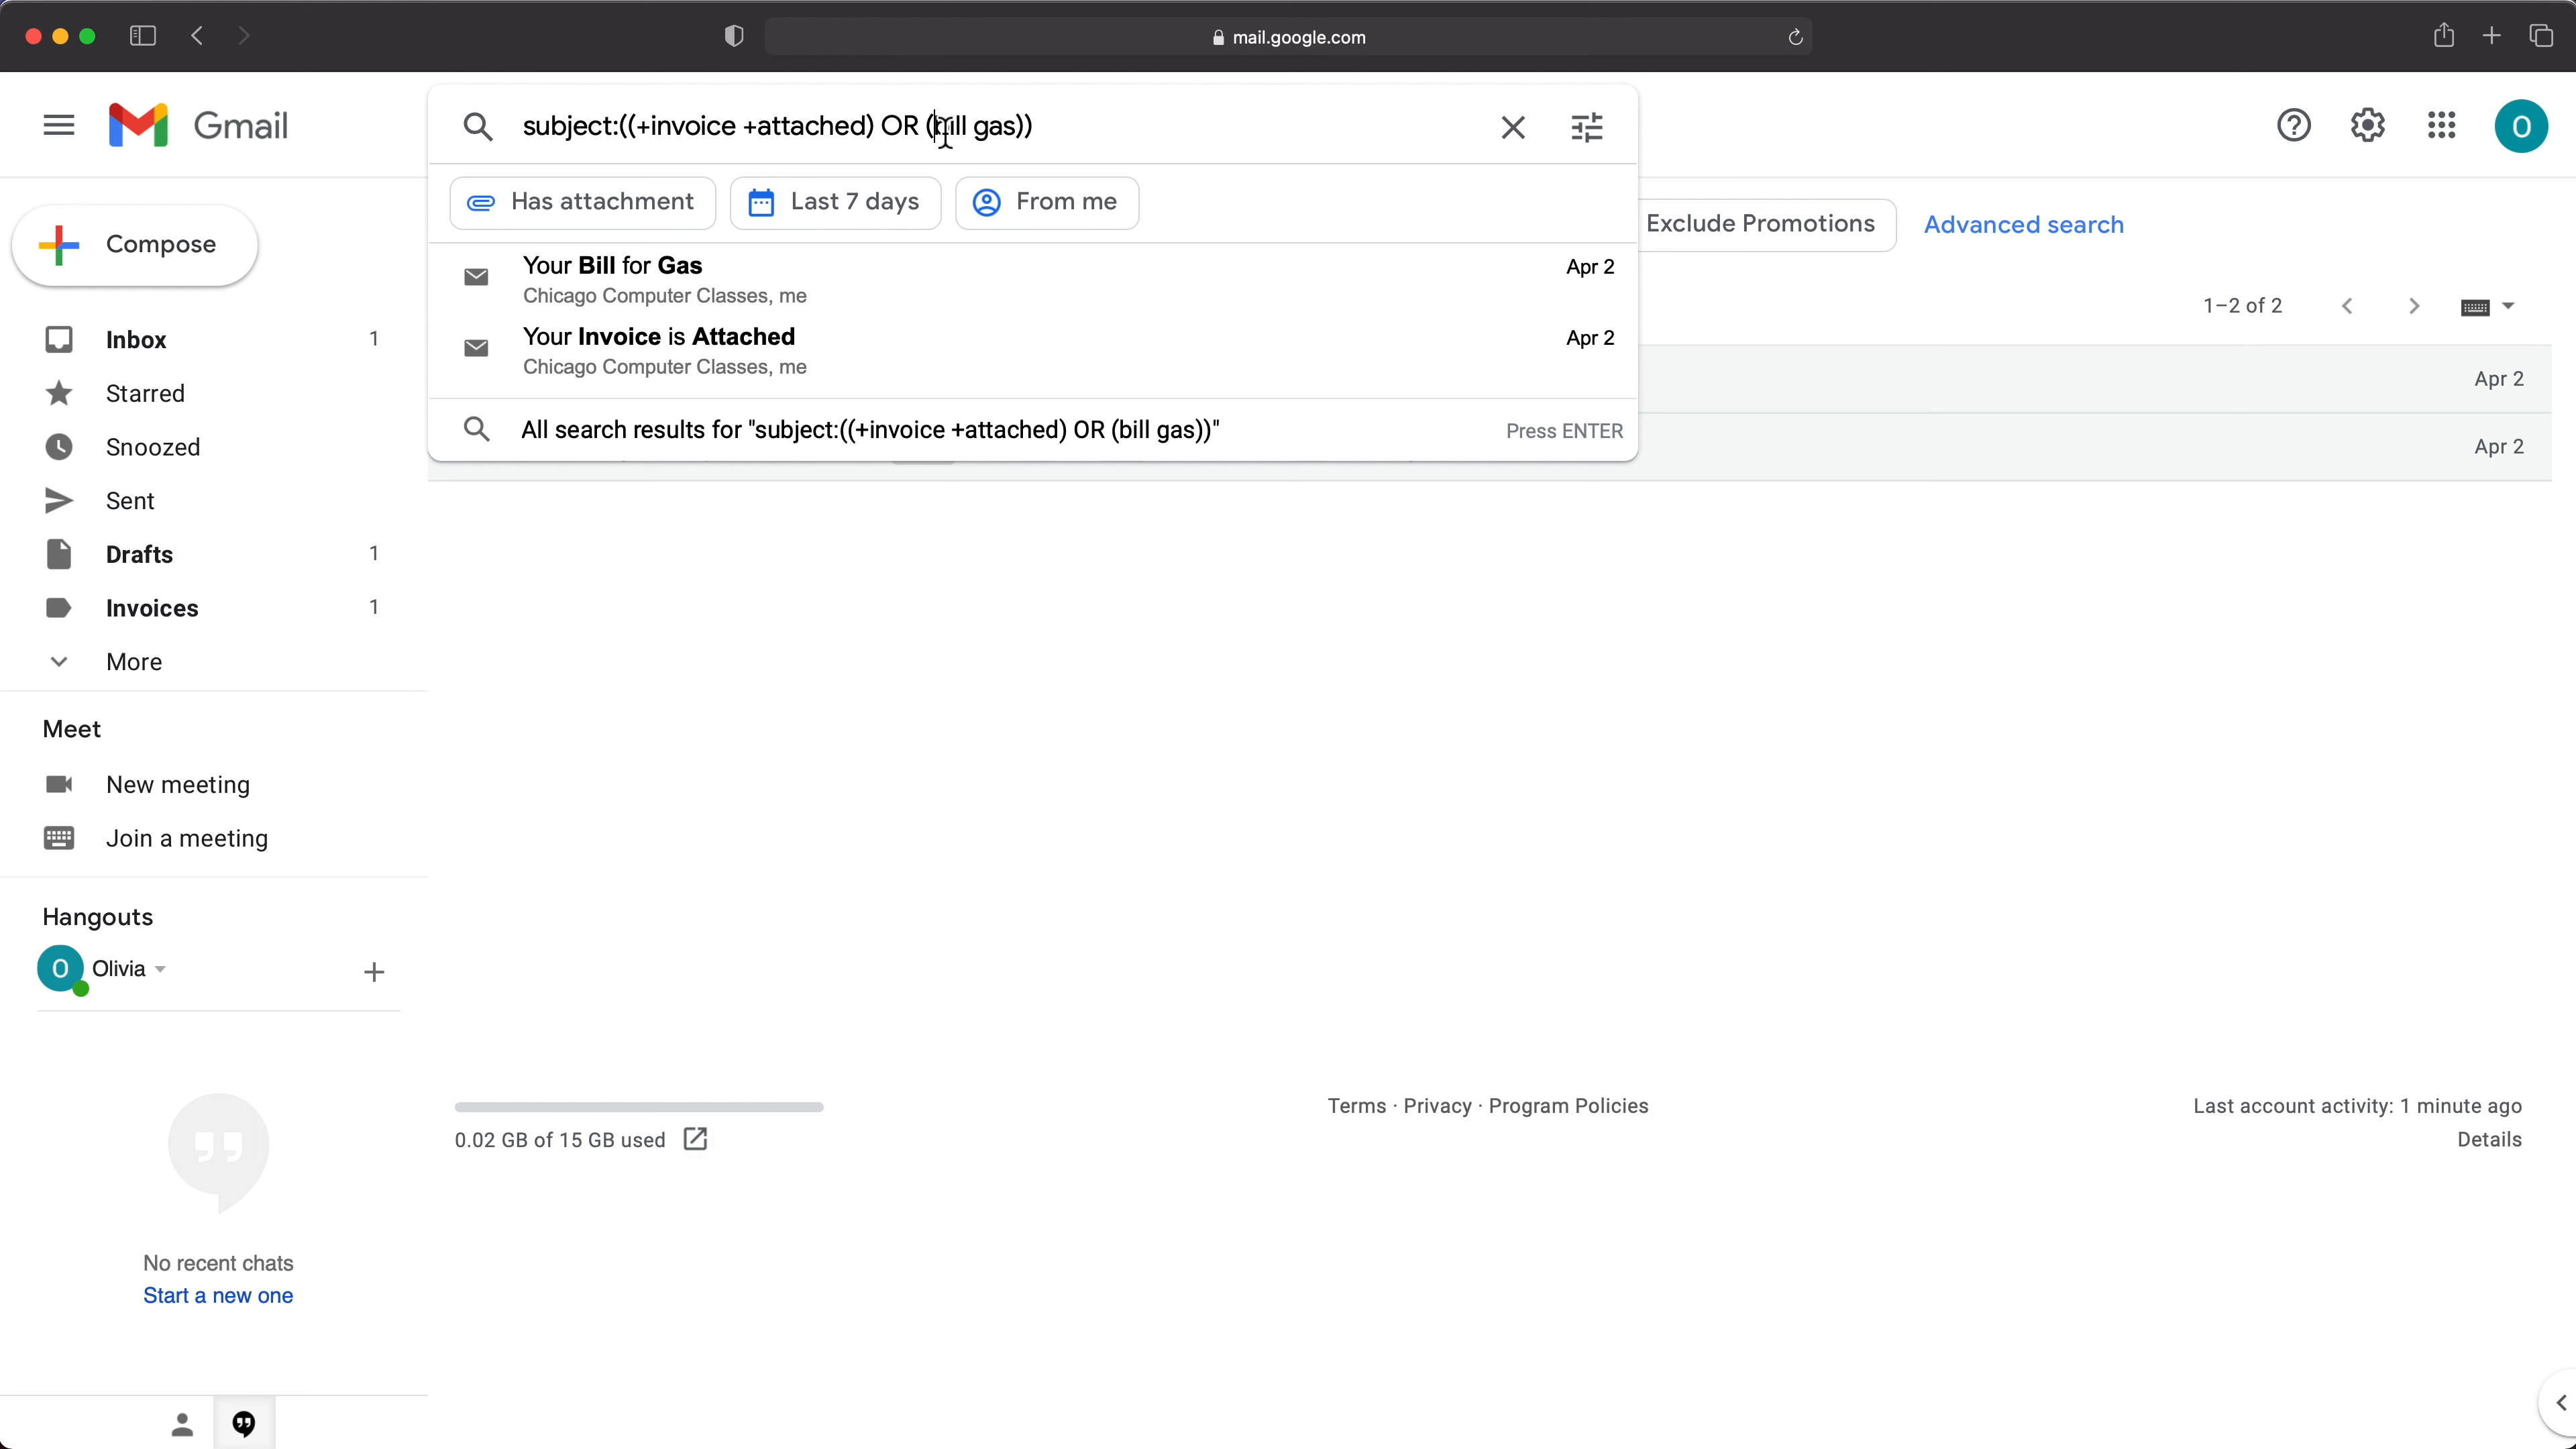 mail.google.com
Gmail
subject:((+invoice +attached) OR (bill gas))
O
Has attachment
Last 7 days
From me
Exclude Promotions
Advanced search
Compose
Your Bill for Gas
Apr 2
Chicago Computer Classes, me
1–2 of 2
Inbox 1
Your Invoice is Attached
Apr 2
Chicago Computer Classes, me
Apr 2
Starred
All search results for "subject:((+invoice +attached) OR (bill gas))"
Press ENTER
Apr 2
Snoozed
Sent
Drafts 1
Invoices 1
More
Meet
New meeting
Join a meeting
Hangouts
O Olivia
No recent chats
Start a new one
0.02 GB of 15 GB used
Terms · Privacy · Program Policies
Last account activity: 1 minute ago
Details